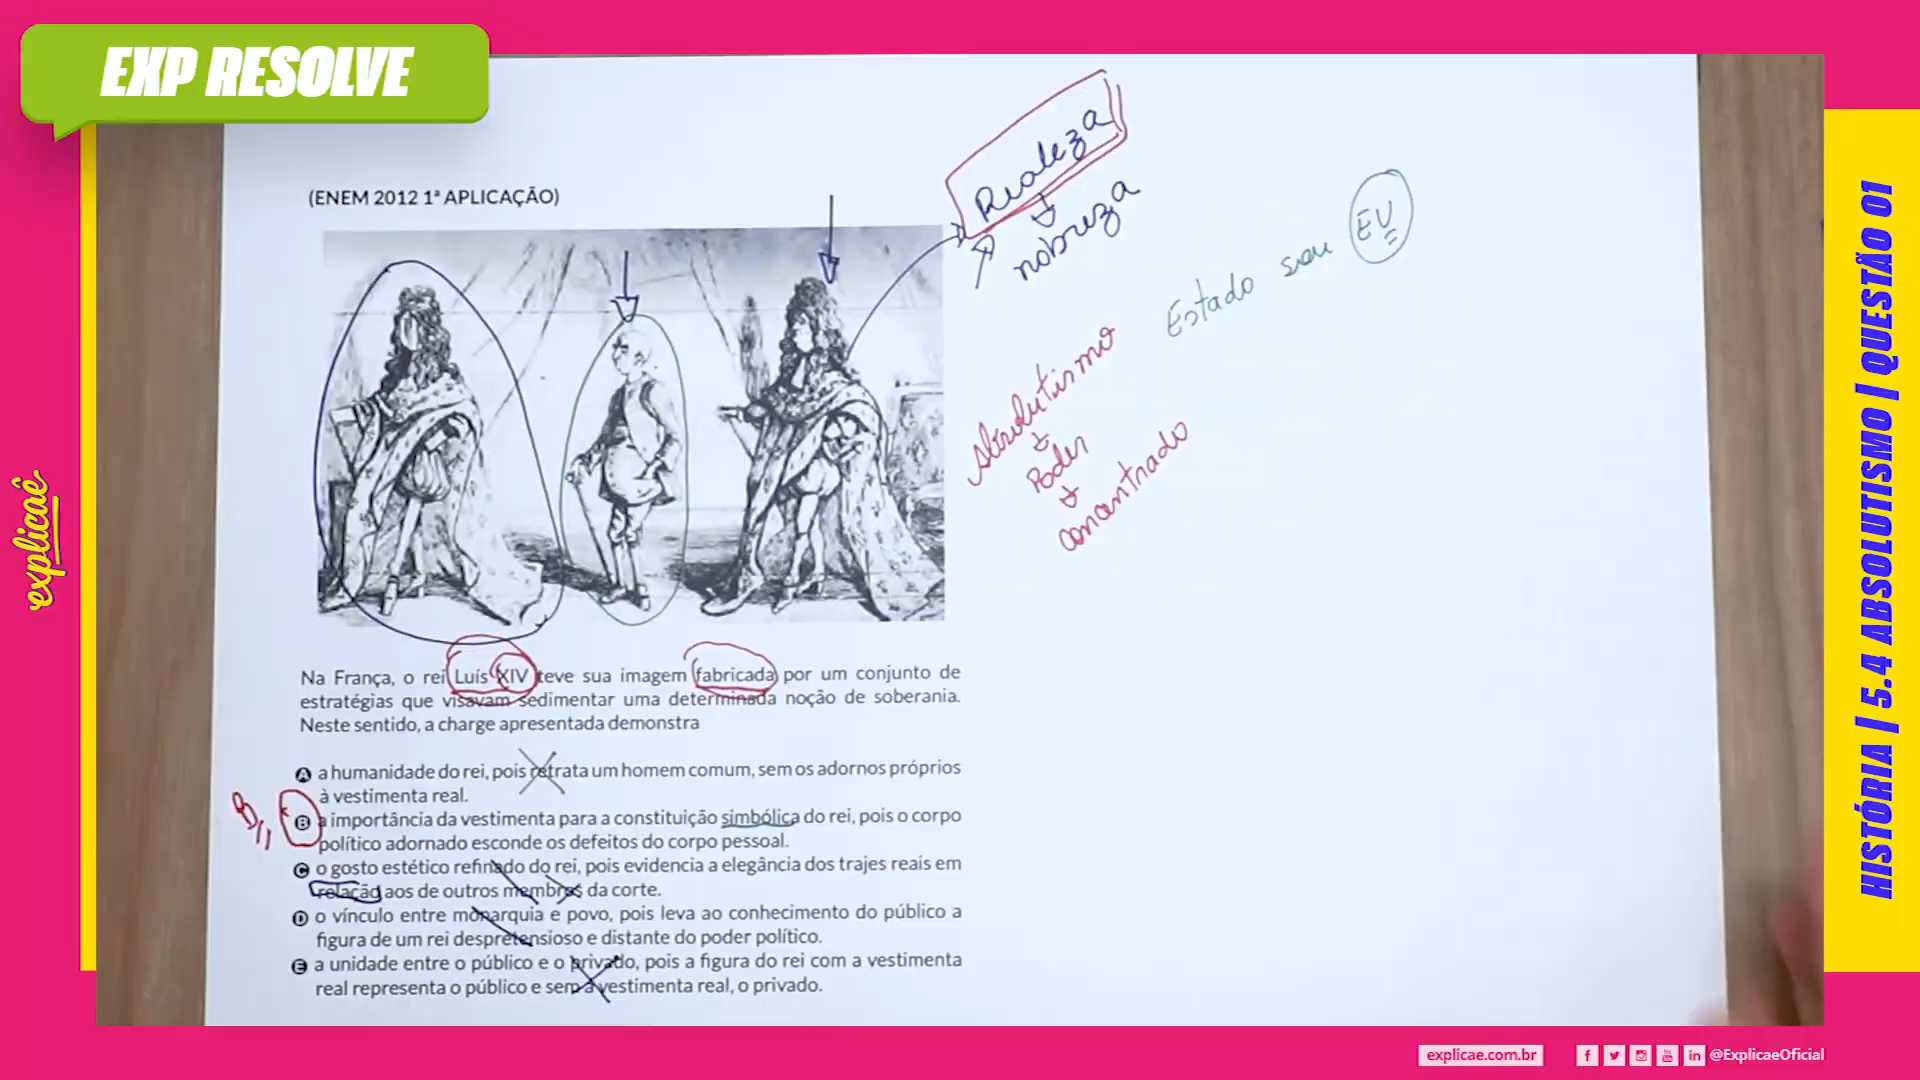 EXP RESOLVE
(ENEM 2012 1ª APLICAÇÃO)
Realeza
nobreza
Estado sou EU
Absolutismo
Poder
concentrado
Na França, o rei Luís XIV teve sua imagem fabricada por um conjunto de
estratégias que visavam sedimentar uma determinada noção de soberania.
Neste sentido, a charge apresentada demonstra
A a humanidade do rei, pois retrata um homem comum, sem os adornos próprios
à vestimenta real.
B,,
B a importância da vestimenta para a constituição simbólica do rei, pois o corpo
político adornado esconde os defeitos do corpo pessoal.
C o gosto estético refinado do rei, pois evidencia a elegância dos trajes reais em
relação aos de outros membros da corte.
D o vínculo entre monarquia e povo, pois leva ao conhecimento do público a
figura de um rei despretensioso e distante do poder político.
E a unidade entre o público e o privado, pois a figura do rei com a vestimenta
real representa o público e sem a vestimenta real, o privado.
explicaê
HISTÓRIA | 5.4 ABSOLUTISMO | QUESTÃO 01
explicae.com.br
@ExplicaeOficial